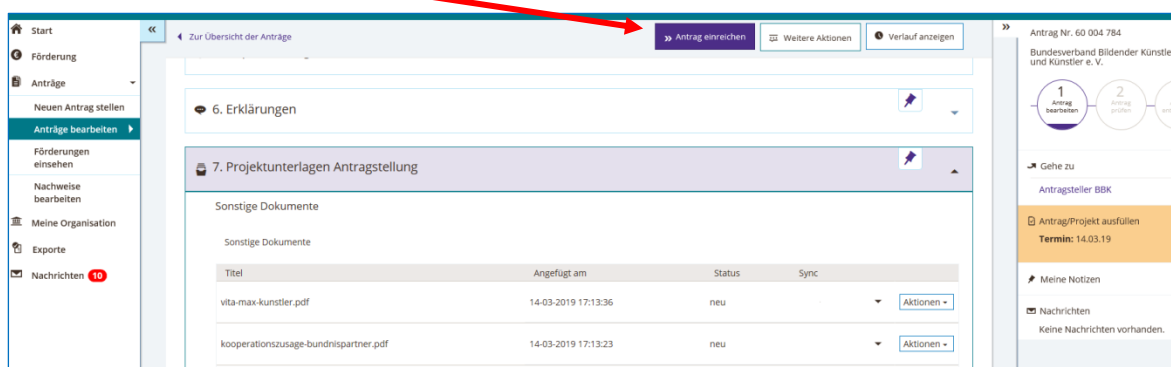 Start
Förderung
Anträge
Neuen Antrag stellen
Anträge bearbeiten
Förderungen
einsehen
Nachweise
bearbeiten
Meine Organisation
Exporte
Nachrichten 10
«
Zur Übersicht der Anträge
» Antrag einreichen
Weitere Aktionen
Verlauf anzeigen
6. Erklärungen
7. Projektunterlagen Antragstellung
Sonstige Dokumente
Sonstige Dokumente
Titel Angefügt am Status Sync
vita-max-kunstler.pdf 14-03-2019 17:13:36 neu Aktionen
kooperationszusage-bundnispartner.pdf 14-03-2019 17:13:23 neu Aktionen
»
Antrag Nr. 60 004 784
Bundesverband Bildender Künstle
und Künstler e. V.
1
Antrag
bearbeiten
2
Antrag
prüfen
Gehe zu
Antragsteller BBK
Antrag/Projekt ausfüllen
Termin: 14.03.19
Meine Notizen
Nachrichten
Keine Nachrichten vorhanden.